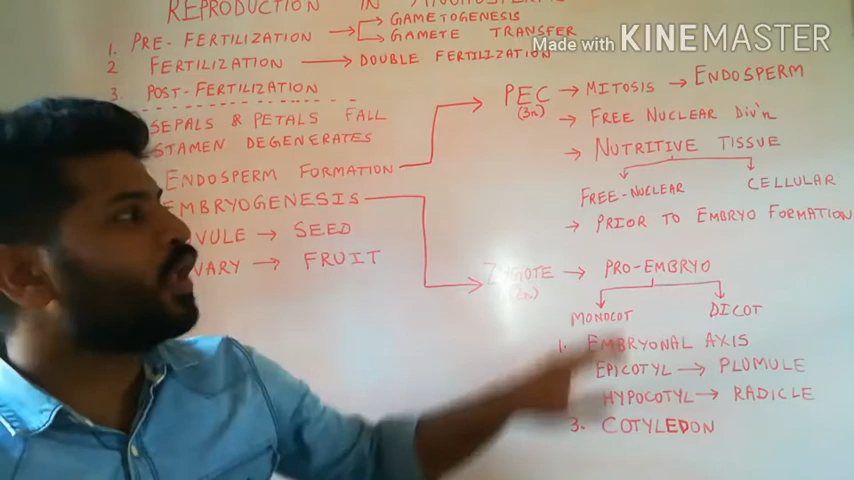 REPRODUCTION IN
1. PRE-FERTILIZATION → GAMETOGENESIS
GAMETE TRANSFER
2 FERTILIZATION → DOUBLE FERTILIZATION
3. POST-FERTILIZATION
SEPALS & PETALS FALL
STAMEN DEGENERATES
ENDOSPERM FORMATION
EMBRYOGENESIS
VULE → SEED
VARY → FRUIT
Made with KINEMASTER
PEC → MITOSIS → ENDOSPERM
(3n) → FREE NUCLEAR DIV'N
→ NUTRITIVE TISSUE
FREE-NUCLEAR CELLULAR
→ PRIOR TO EMBRYO FORMATION
ZYGOTE → PRO-EMBRYO
(2n)
MONOCOT DICOT
1. EMBRYONAL AXIS
EPICOTYL → PLUMULE
HYPOCOTYL → RADICLE
3. COTYLEDON